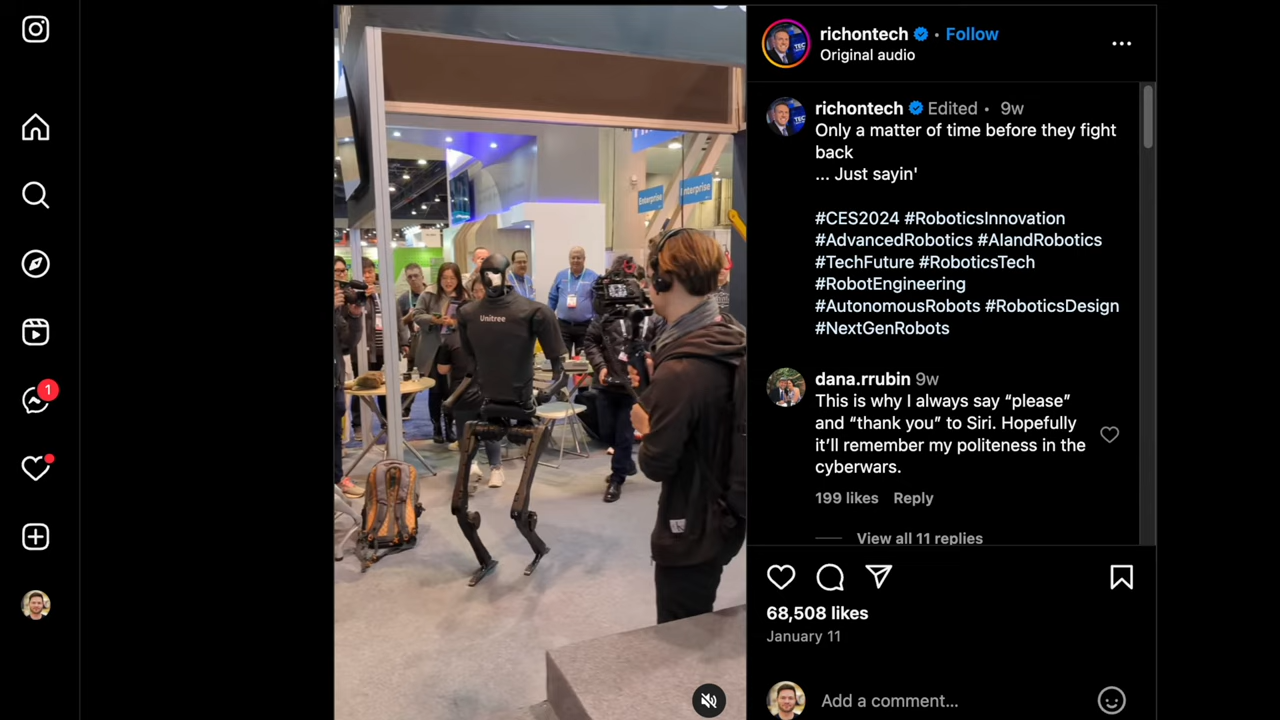 richontech • Follow
Original audio
richontech Edited • 9w
Only a matter of time before they fight
back
... Just sayin'
#CES2024 #RoboticsInnovation
#AdvancedRobotics #AIandRobotics
#TechFuture #RoboticsTech
#RobotEngineering
#AutonomousRobots #RoboticsDesign
#NextGenRobots
dana.rrubin 9w
This is why I always say “please”
and “thank you” to Siri. Hopefully
it’ll remember my politeness in the
cyberwars.
199 likes Reply
View all 11 replies
68,508 likes
January 11
Add a comment...
1
Unitree
Enterprise
Enterprise
TEC
TEC